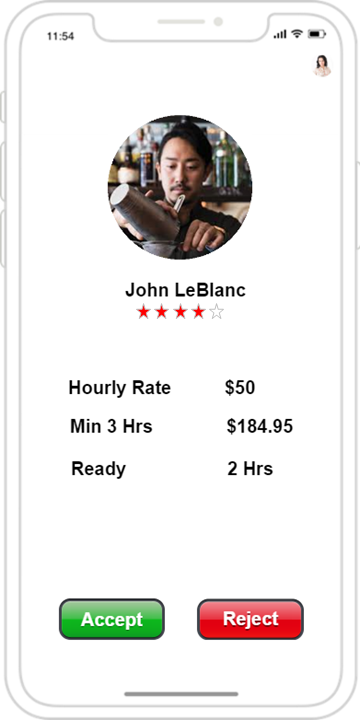 11:54
John LeBlanc
Hourly Rate $50
Min 3 Hrs $184.95
Ready 2 Hrs
Accept Reject